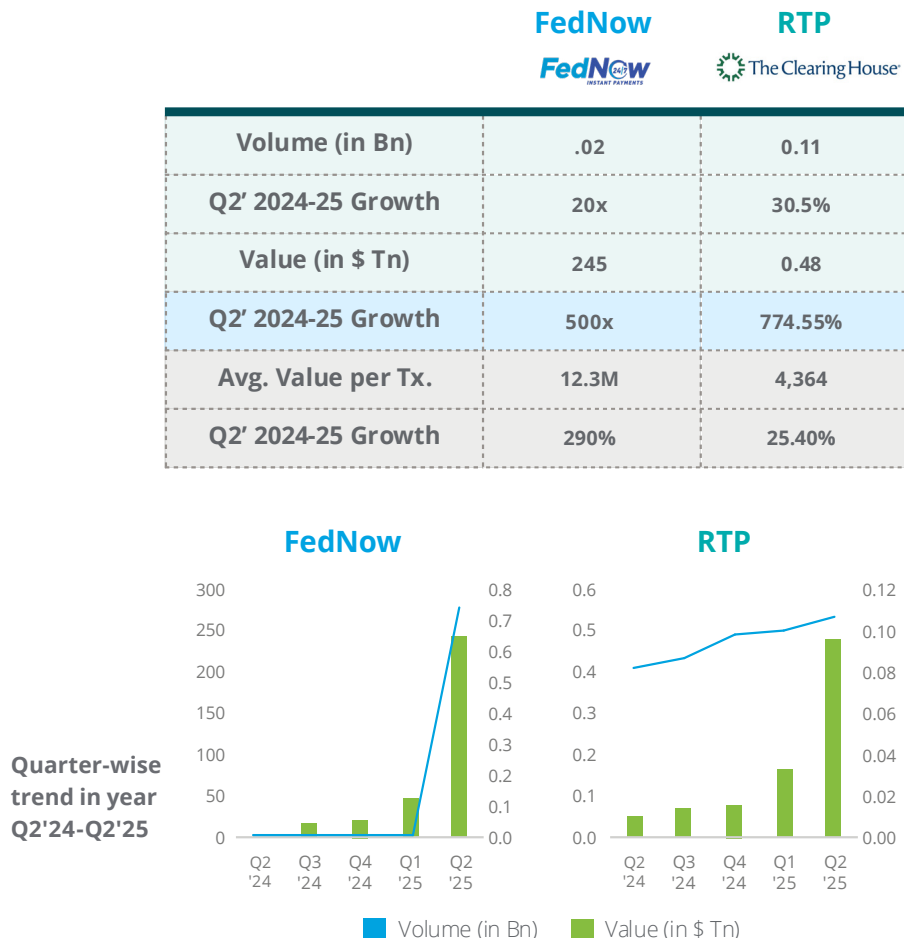 FedNow RTP
FedNow 24/7 The Clearing House
INSTANT PAYMENTS
Volume (in Bn) .02 0.11
Q2’ 2024-25 Growth 20x 30.5%
Value (in $ Tn) 245 0.48
Q2’ 2024-25 Growth 500x 774.55%
Avg. Value per Tx. 12.3M 4,364
Q2’ 2024-25 Growth 290% 25.40%
FedNow
300
250
200
150
100
50
0
0.8
0.7
0.6
0.5
0.4
0.3
0.2
0.1
0.0
Q2 Q3 Q4 Q1 Q2
'24 '24 '24 '25 '25
RTP
0.6
0.5
0.4
0.3
0.2
0.1
0.0
0.12
0.10
0.08
0.06
0.04
0.02
0.00
Q2 Q3 Q4 Q1 Q2
'24 '24 '24 '25 '25
Quarter-wise
trend in year
Q2'24-Q2'25
Volume (in Bn) Value (in $ Tn)